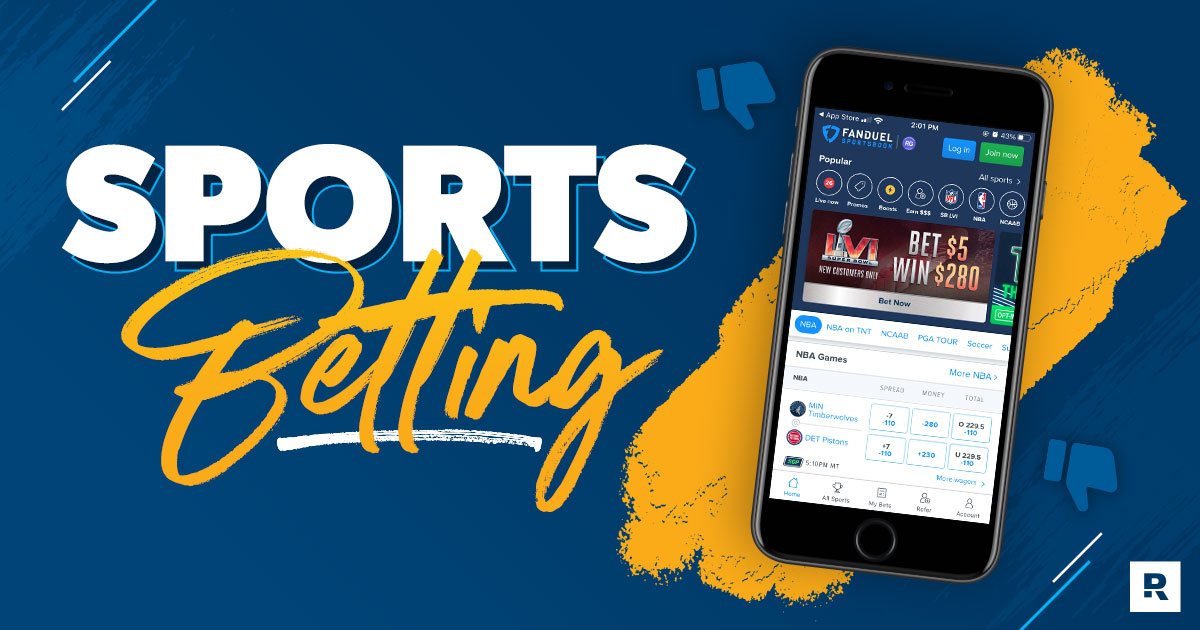 SPORTS
Betting
App Store
2:01 PM
43%
FANDUEL
SPORTSBOOK
RG
Log in
Join now
Popular
All sports >
Live now
Promos
Boosts
Earn $$$
SB LVI
NBA
NCAAB
LVI
SUPER BOWL
NEW CUSTOMERS ONLY
BET $5
WIN $280
Bet Now
NBA
NBA on TNT
NCAAB
PGA TOUR
Soccer
NBA Games
More NBA >
NBA
SPREAD
MONEY
TOTAL
MIN
Timberwolves
-7
-110
-280
O 229.5
-110
@
DET Pistons
+7
-110
+230
U 229.5
-110
SGP
5:10PM MT
More wagers >
Home
All Sports
My Bets
Refer
Account
R